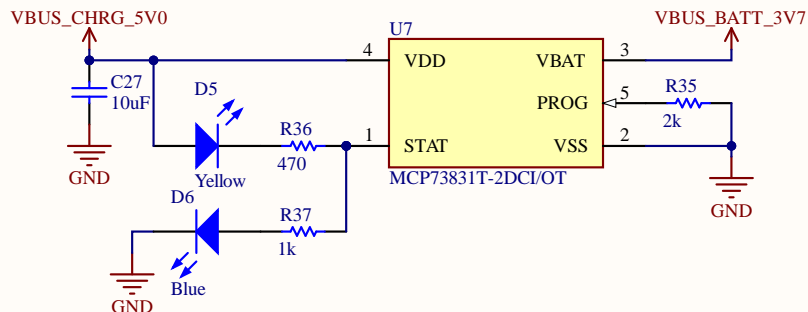 VBUS_CHRG_5V0
VBUS_BATT_3V7
U7
4
VDD
VBAT
3
C27
10uF
D5
PROG
5
R35
2k
R36
470
1
STAT
VSS
2
GND
Yellow
MCP73831T-2DCI/OT
D6
R37
1k
GND
Blue
GND